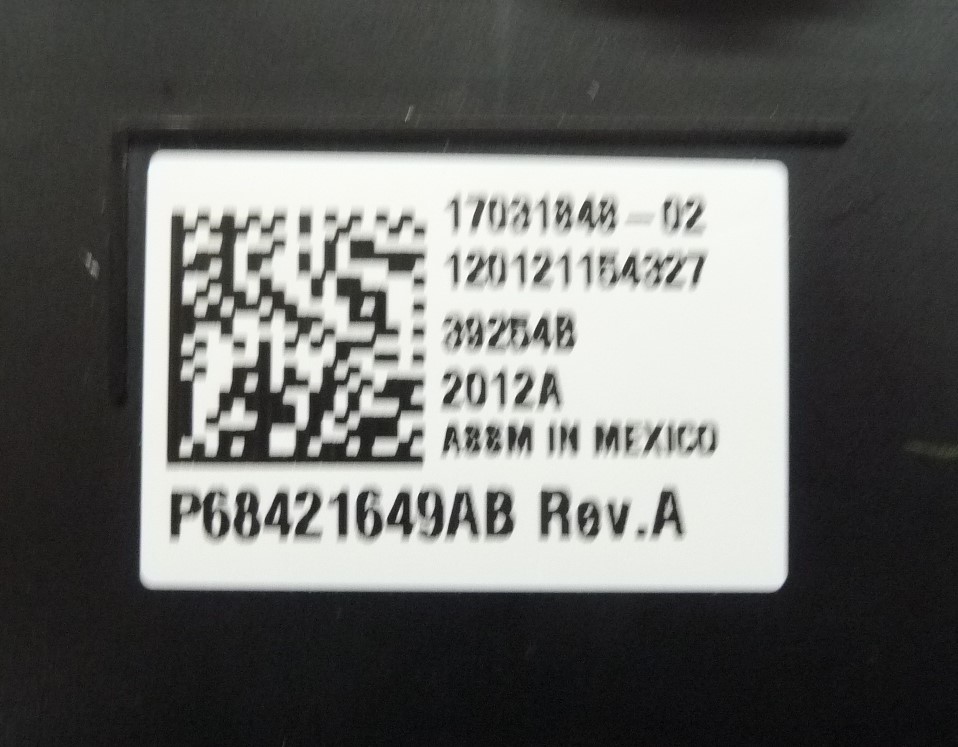 17031848-02
120121154327
39254B
2012A
ASSM IN MEXICO
P68421649AB Rev.A